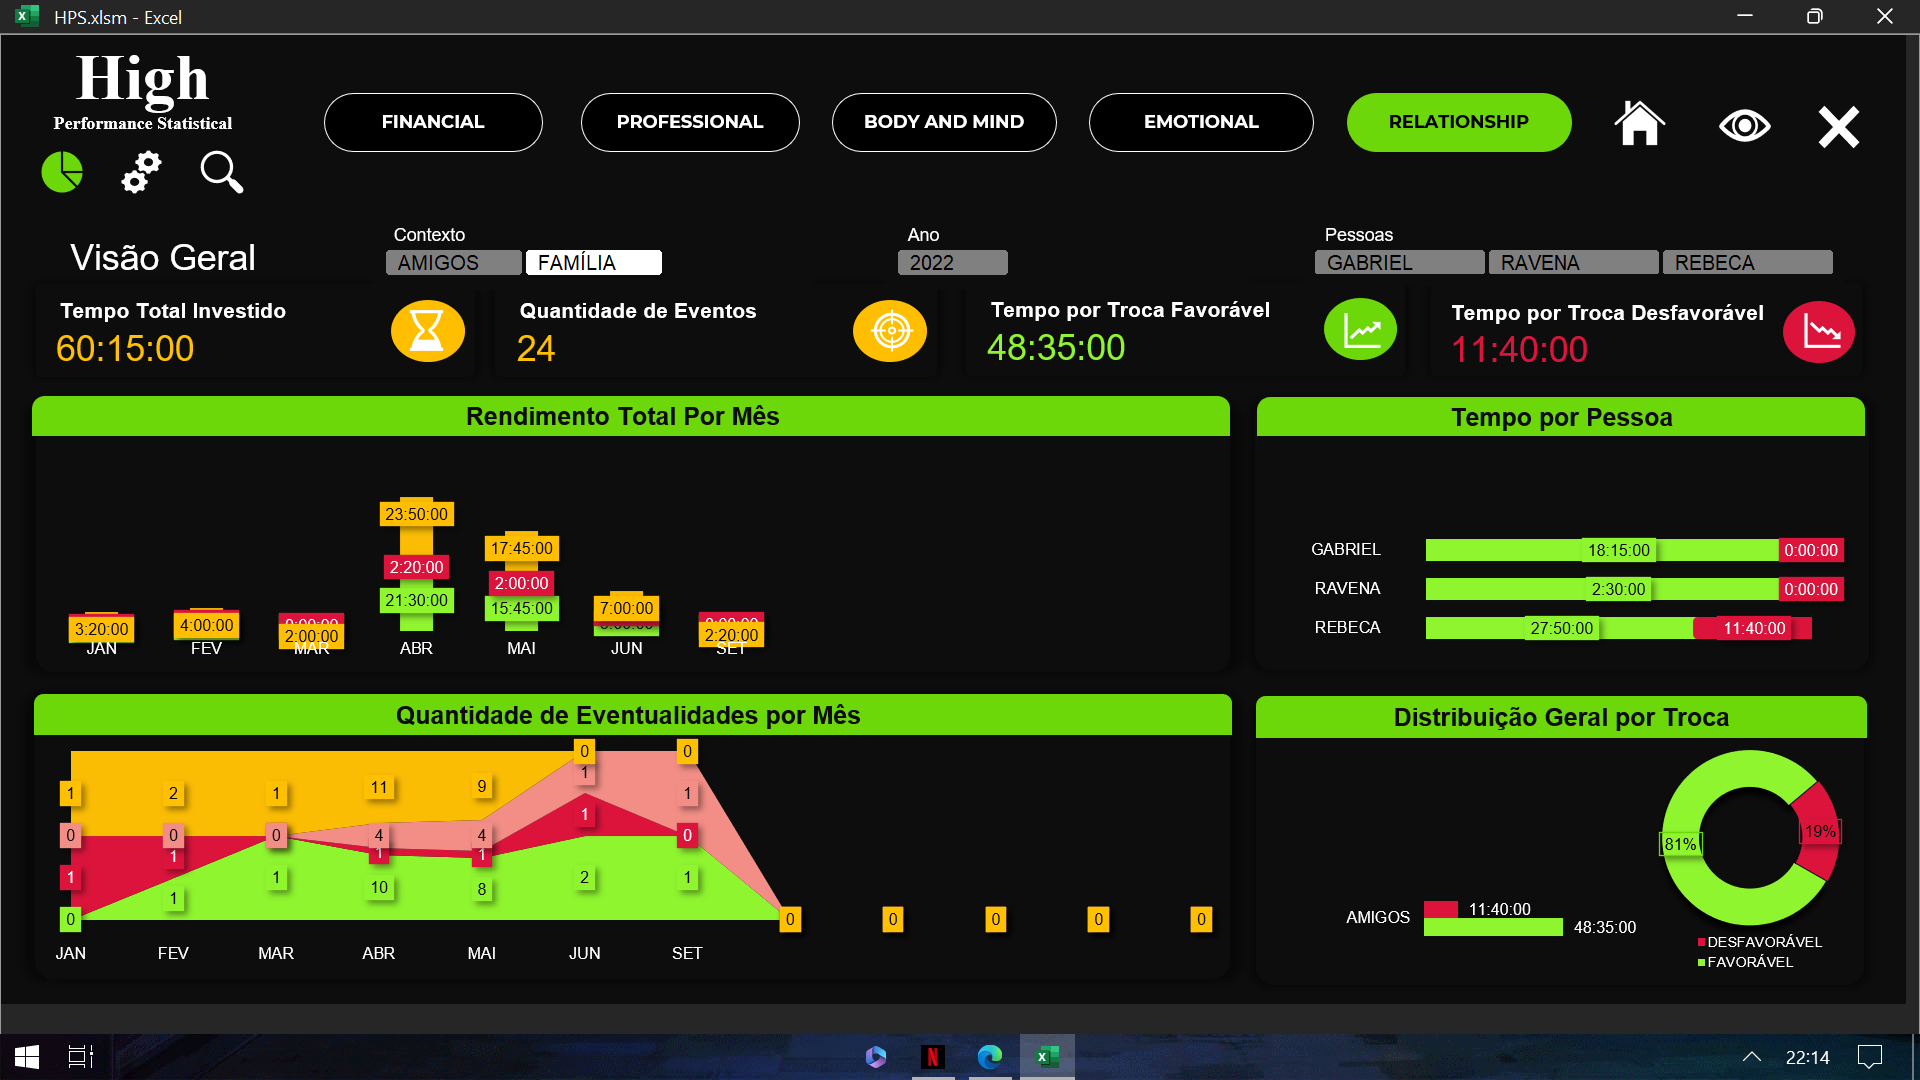 HPS.xlsm - Excel
High
Performance Statistical
FINANCIAL
PROFESSIONAL
BODY AND MIND
EMOTIONAL
RELATIONSHIP
Visão Geral
Contexto
AMIGOS
FAMÍLIA
Ano
2022
Pessoas
GABRIEL
RAVENA
REBECA
Tempo Total Investido
60:15:00
Quantidade de Eventos
24
Tempo por Troca Favorável
48:35:00
Tempo por Troca Desfavorável
11:40:00
Rendimento Total Por Mês
23:50:00
17:45:00
2:20:00
2:00:00
21:30:00
15:45:00
7:00:00
3:20:00
4:00:00
2:00:00
2:20:00
JAN FEV MAR ABR MAI JUN SET
Tempo por Pessoa
GABRIEL 18:15:00 0:00:00
RAVENA 2:30:00 0:00:00
REBECA 27:50:00 11:40:00
Quantidade de Eventualidades por Mês
0 0
1 2 1 11 9 1 1
0 0 0 4 4 1 0
1 1 1 1
0 1 1 10 8 2 1
0 0 0 0 0
JAN FEV MAR ABR MAI JUN SET
Distribuição Geral por Troca
AMIGOS
11:40:00
48:35:00
81%
19%
DESFAVORÁVEL
FAVORÁVEL
22:14